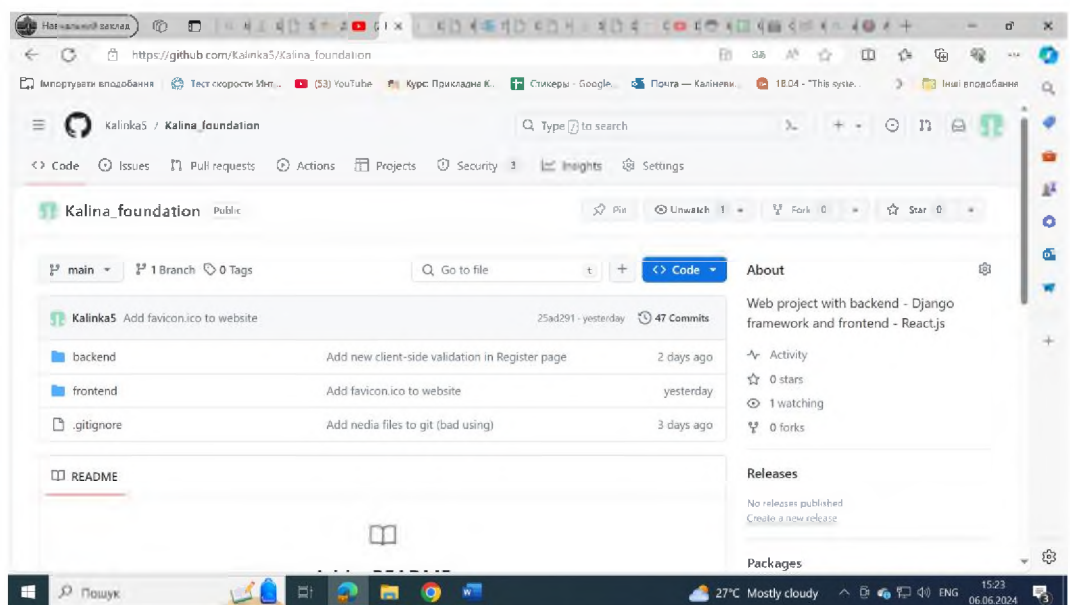 Навчальний заклад
https://github.com/Kalinka5/Kalina_foundation
Імпортувати вподобання Тест скорости Инт... (53) YouTube Курс: Прикладна К... Стикеры - Google... Почта — Каліневи... 18.04 - "This syste... Інші вподобання
Kalinka5 / Kalina_foundation Type / to search
Code Issues Pull requests Actions Projects Security 3 Insights Settings
Kalina_foundation Public Pin Unwatch 1 Fork 0 Star 0
main 1 Branch 0 Tags Go to file t Code About
Web project with backend - Django
framework and frontend - React.js
Kalinka5 Add favicon.ico to website 25ad291 · yesterday 47 Commits
backend Add new client-side validation in Register page 2 days ago Activity
0 stars
frontend Add favicon.ico to website yesterday
1 watching
.gitignore Add nedia files to git (bad using) 3 days ago 0 forks
README Releases
No releases published
Create a new release
Packages
Пошук 27°C Mostly cloudy ENG 15:23
06.06.2024